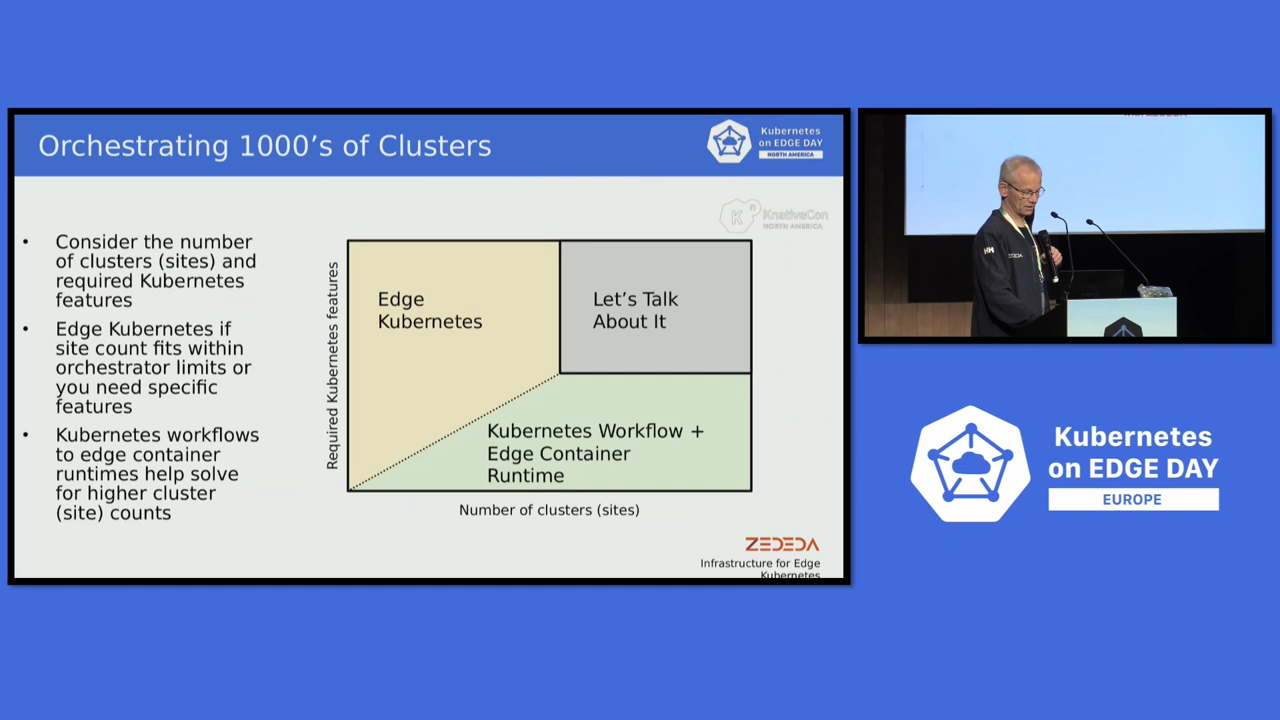 Orchestrating 1000's of Clusters
Kubernetes
on EDGE DAY
NORTH AMERICA
KnativeCon
NORTH AMERICA
• Consider the number
of clusters (sites) and
required Kubernetes
features
• Edge Kubernetes if
site count fits within
orchestrator limits or
you need specific
features
• Kubernetes workflows
to edge container
runtimes help solve
for higher cluster
(site) counts
Required Kubernetes features
Edge
Kubernetes
Let's Talk
About It
Kubernetes Workflow +
Edge Container
Runtime
Number of clusters (sites)
ZEDEDA
Infrastructure for Edge
Kubernetes
HH
ZEDEDA
Kubernetes
on EDGE DAY
EUROPE